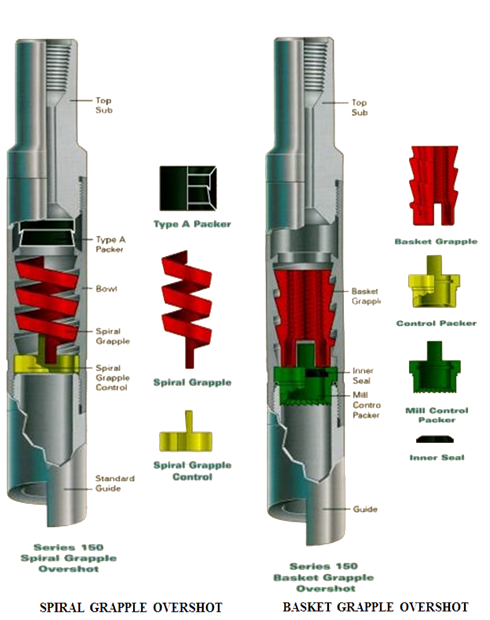 Top
Sub
Type A
Packer
Bowl
Spiral
Grapple
Spiral
Grapple
Control
Standard
Guide
Series 150
Spiral Grapple
Overshot
Type A Packer
Spiral Grapple
Spiral Grapple
Control
Top
Sub
Basket
Grapple
Inner
Seal
Mill
Contro
Packer
Guide
Series 150
Basket Grapple
Overshot
Basket Grapple
Control Packer
Mill Control
Packer
Inner Seal
SPIRAL GRAPPLE OVERSHOT
BASKET GRAPPLE OVERSHOT